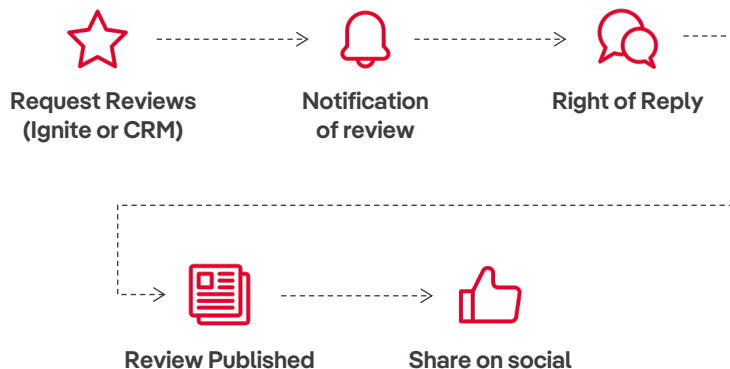 Request Reviews
(Ignite or CRM)
Notification
of review
Right of Reply
Review Published
Share on social